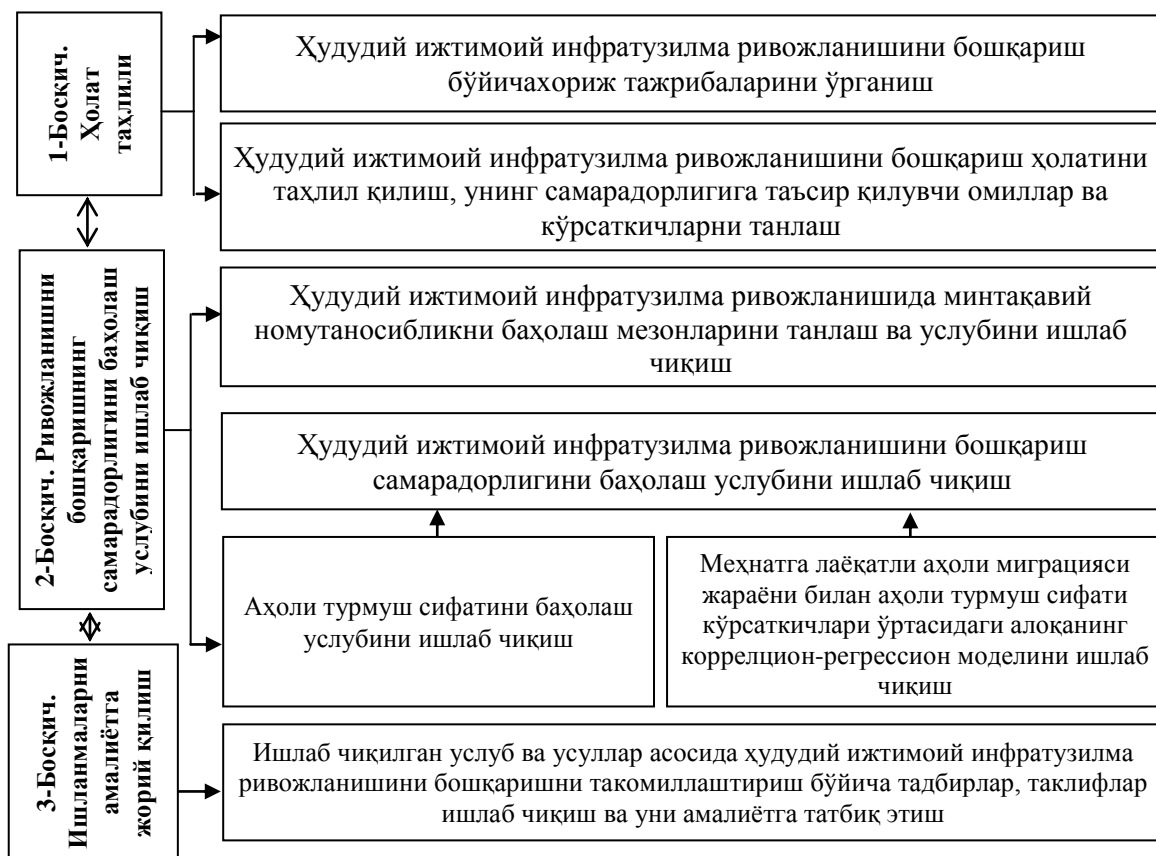 1-Босқич.
Ҳолат
таҳлили
Ҳудудий ижтимоий инфратузилма ривожланишини бошқариш
бўйичахориж тажрибаларини ўрганиш
Ҳудудий ижтимоий инфратузилма ривожланишини бошқариш ҳолатини
таҳлил қилиш, унинг самарадорлигига таъсир қилувчи омиллар ва
кўрсаткичларни танлаш
2-Босқич. Ривожланишни
бошқаришнинг
самарадорлигини баҳолаш
услубини ишлаб чиқиш
Ҳудудий ижтимоий инфратузилма ривожланишида минтақавий
номутаносибликни баҳолаш мезонларини танлаш ва услубини ишлаб
чиқиш
Ҳудудий ижтимоий инфратузилма ривожланишини бошқариш
самарадорлигини баҳолаш услубини ишлаб чиқиш
Аҳоли турмуш сифатини баҳолаш
услубини ишлаб чиқиш
Меҳнатга лаёқатли аҳоли миграцияси
жараёни билан аҳоли турмуш сифати
кўрсаткичлари ўртасидаги алоқанинг
коррелцион-регрессион моделини ишлаб
чиқиш
3-Босқич.
Ишланмаларни
амалиётга
жорий қилиш
Ишлаб чиқилган услуб ва усуллар асосида ҳудудий ижтимоий инфратузилма
ривожланишини бошқаришни такомиллаштириш бўйича тадбирлар, таклифлар
ишлаб чиқиш ва уни амалиётга татбиқ этиш